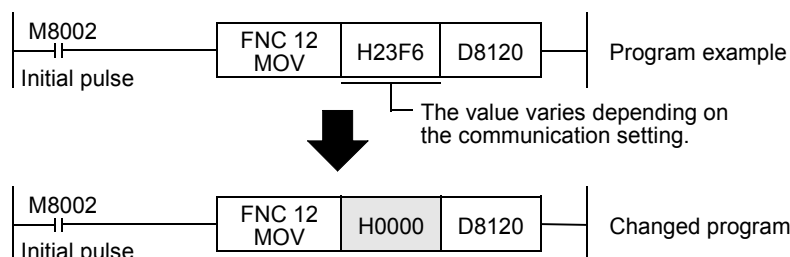 M8002
Initial pulse
FNC 12
MOV
H23F6
D8120
Program example
The value varies depending on
the communication setting.
M8002
Initial pulse
FNC 12
MOV
H0000
D8120
Changed program